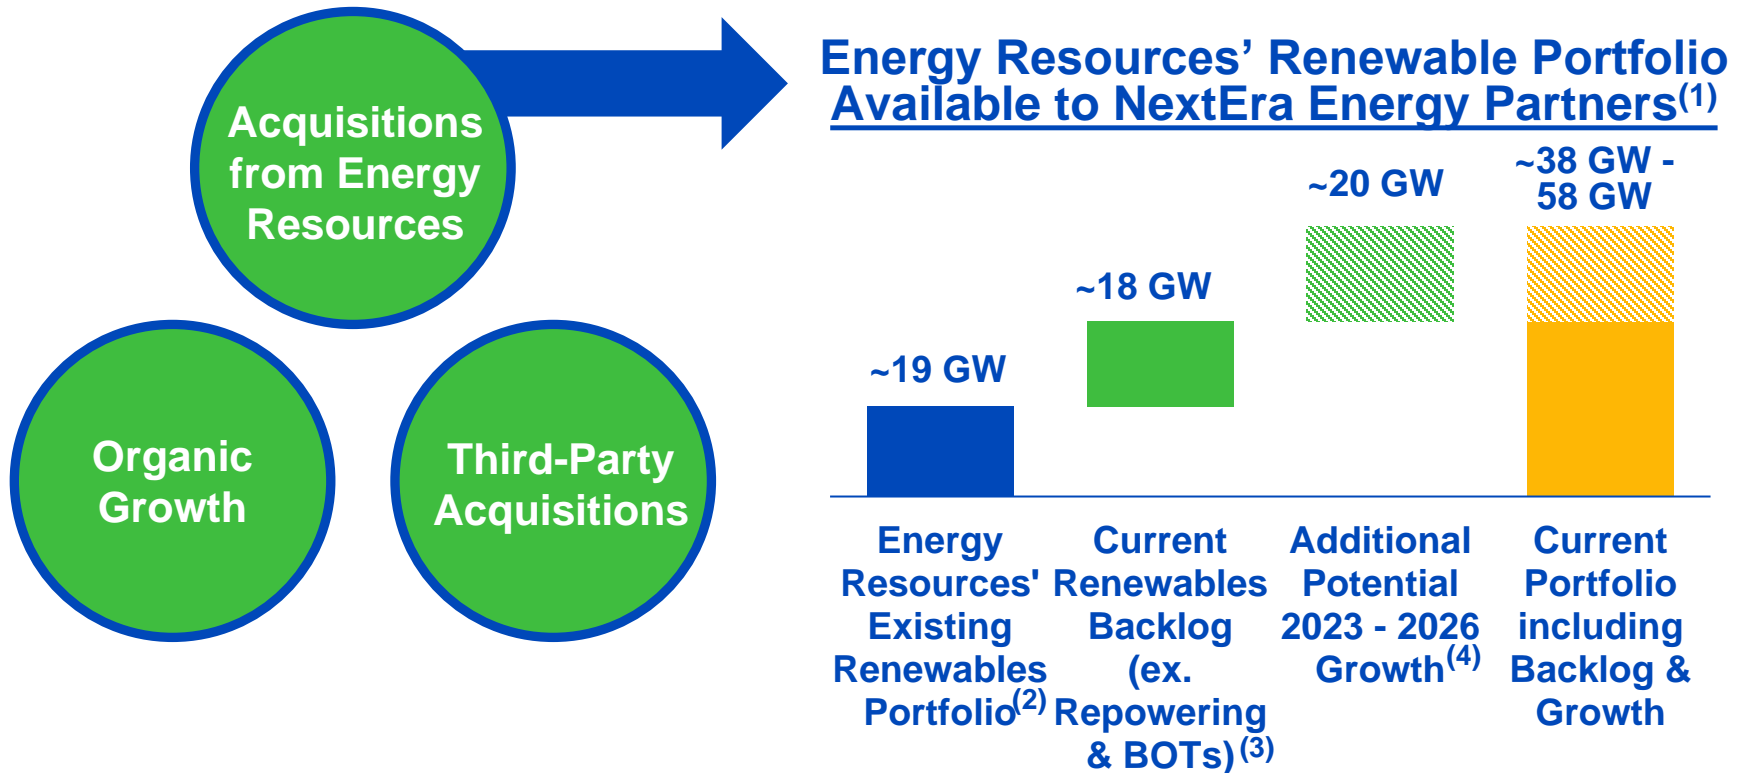 Acquisitions
from Energy
Resources
Organic
Growth
Third-Party
Acquisitions
Energy Resources’ Renewable Portfolio
Available to NextEra Energy Partners(1)
~19 GW
~18 GW
~20 GW
~38 GW -
58 GW
Energy
Resources'
Existing
Renewables
Portfolio(2)
Current
Renewables
Backlog
(ex.
Repowering
& BOTs)(3)
Additional
Potential
2023 - 2026
Growth(4)
Current
Portfolio
including
Backlog &
Growth